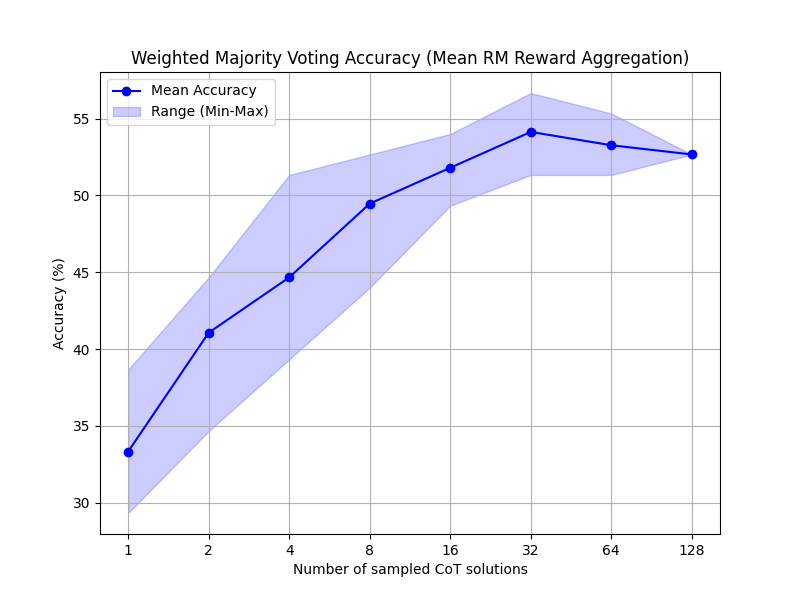 Weighted Majority Voting Accuracy (Mean RM Reward Aggregation)
Mean Accuracy
Range (Min-Max)
Accuracy (%)
55
50
45
40
35
30
1 2 4 8 16 32 64 128
Number of sampled CoT solutions